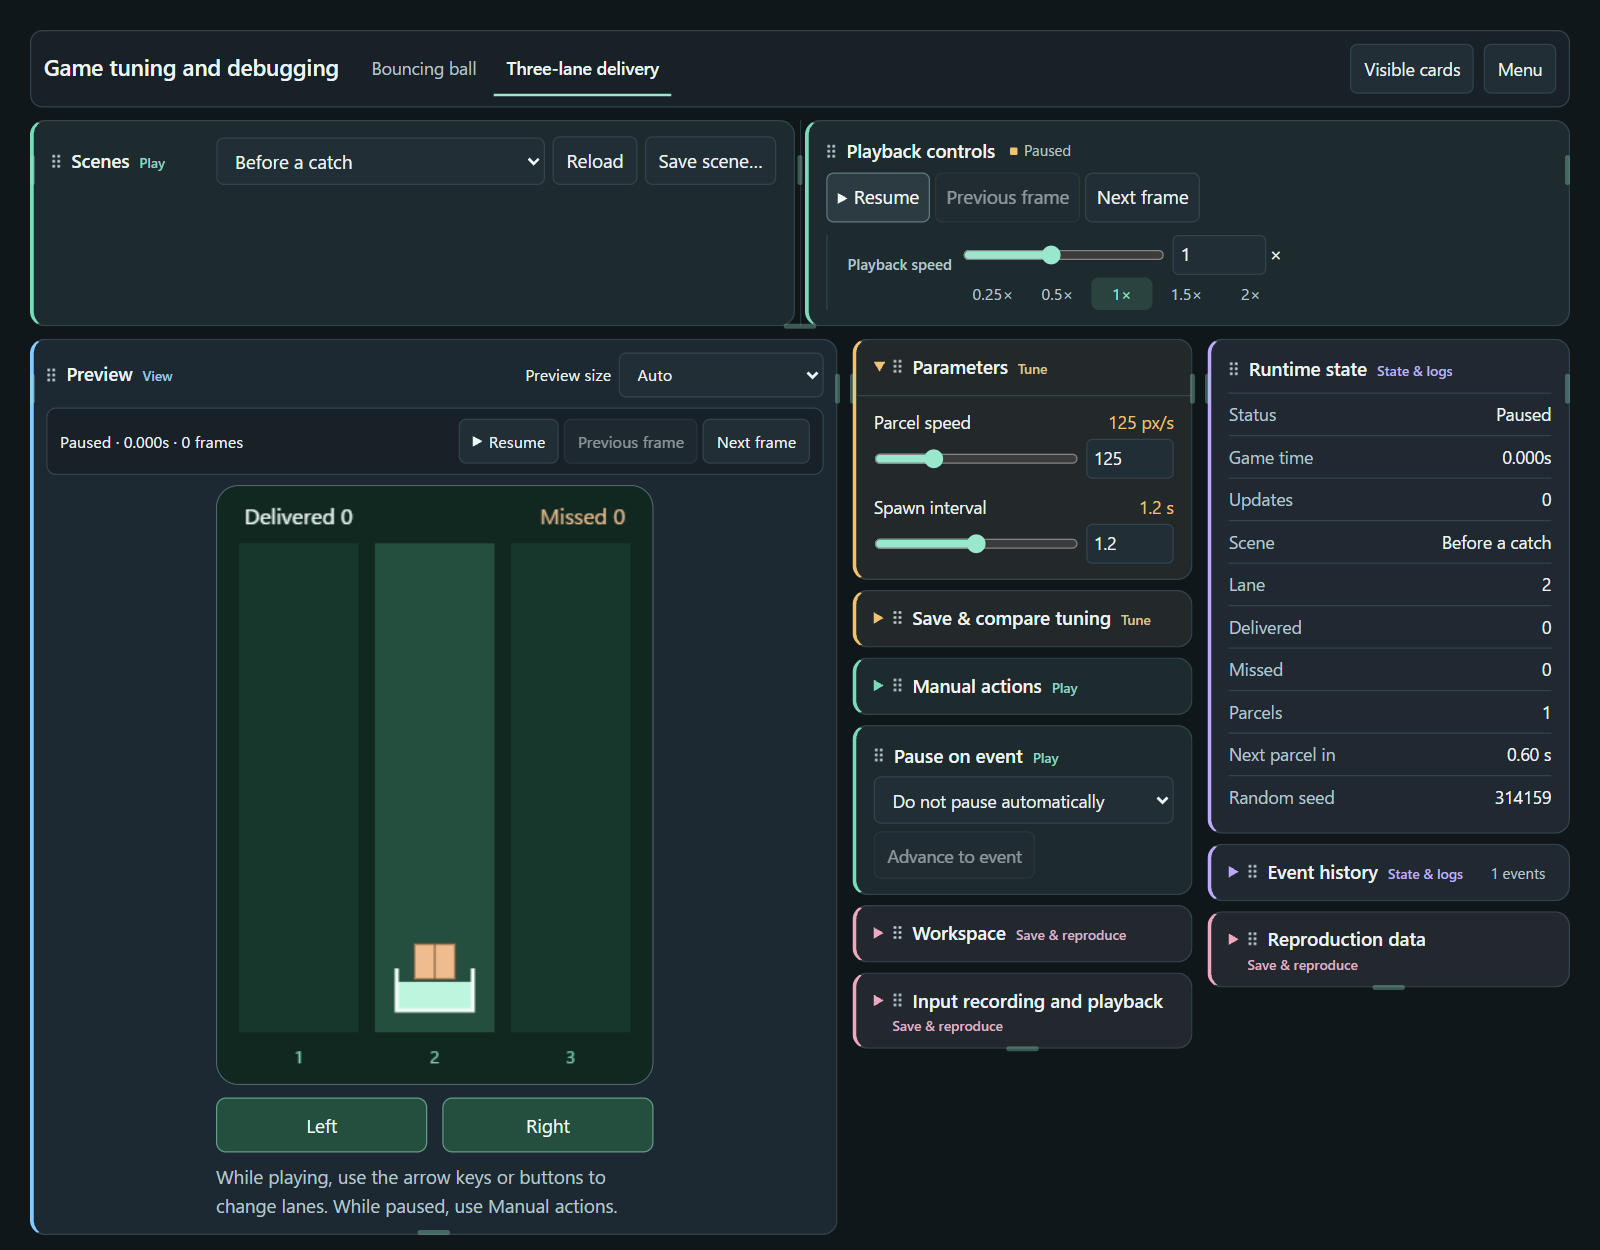 Game tuning and debugging
Bouncing ball
Three-lane delivery
Visible cards
Menu
Scenes Play
Before a catch
Reload
Save scene...
Playback controls
Paused
Resume
Previous frame
Next frame
Playback speed
1
×
0.25×
0.5×
1×
1.5×
2×
Preview View
Preview size
Auto
Paused · 0.000s · 0 frames
Resume
Previous frame
Next frame
Delivered 0
Missed 0
1
2
3
Left
Right
While playing, use the arrow keys or buttons to
change lanes. While paused, use Manual actions.
Parameters Tune
Parcel speed
125 px/s
125
Spawn interval
1.2 s
1.2
Save & compare tuning Tune
Manual actions Play
Pause on event Play
Do not pause automatically
Advance to event
Workspace Save & reproduce
Input recording and playback
Save & reproduce
Runtime state State & logs
Status Paused
Game time 0.000s
Updates 0
Scene Before a catch
Lane 2
Delivered 0
Missed 0
Parcels 1
Next parcel in 0.60 s
Random seed 314159
Event history State & logs 1 events
Reproduction data
Save & reproduce